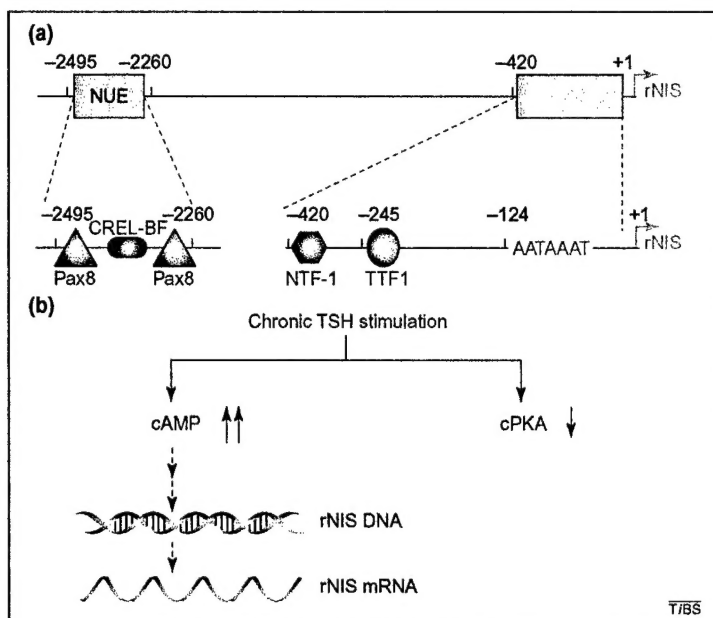 (a)
–2495 –2260 –420 +1
NUE rNIS
–2495 CREL-BF –2260 –420 –245 –124 +1
AATAAAT rNIS
Pax8 Pax8 NTF-1 TTF1
(b)
Chronic TSH stimulation
cAMP cPKA
rNIS DNA
rNIS mRNA
TiBS